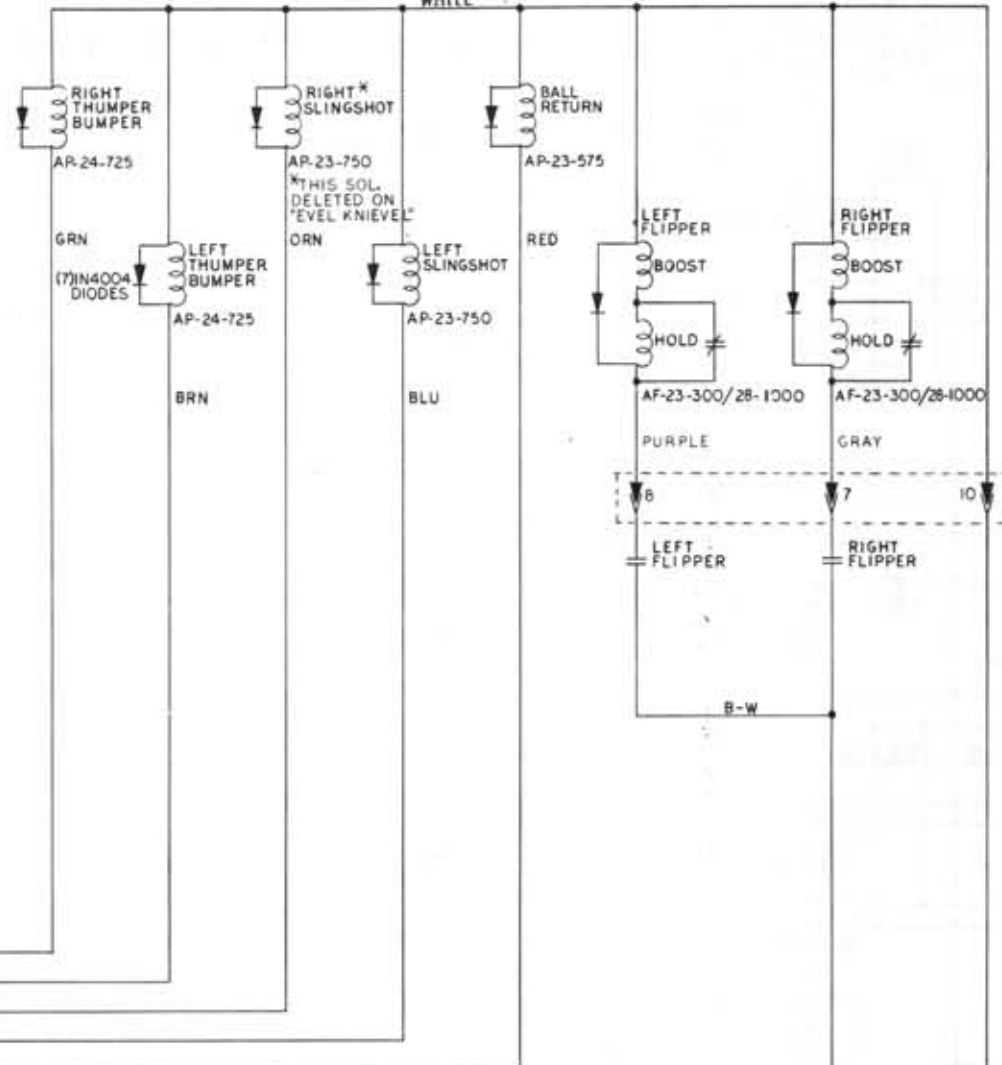 WHITE
RIGHT
THUMPER
BUMPER
AP-24-725
RIGHT *
SLINGSHOT
AP-23-750
*THIS SOL.
DELETED ON
"EVEL KNIEVEL"
BALL
RETURN
AP-23-575
GRN
(7)IN4004
DIODES
LEFT
THUMPER
BUMPER
AP-24-725
ORN
LEFT
SLINGSHOT
AP-23-750
RED
LEFT
FLIPPER
BOOST
HOLD
AF-23-300/28-1000
RIGHT
FLIPPER
BOOST
HOLD
AF-23-300/28-1000
BRN
BLU
PURPLE
GRAY
8
7
10
LEFT
FLIPPER
RIGHT
FLIPPER
B-W